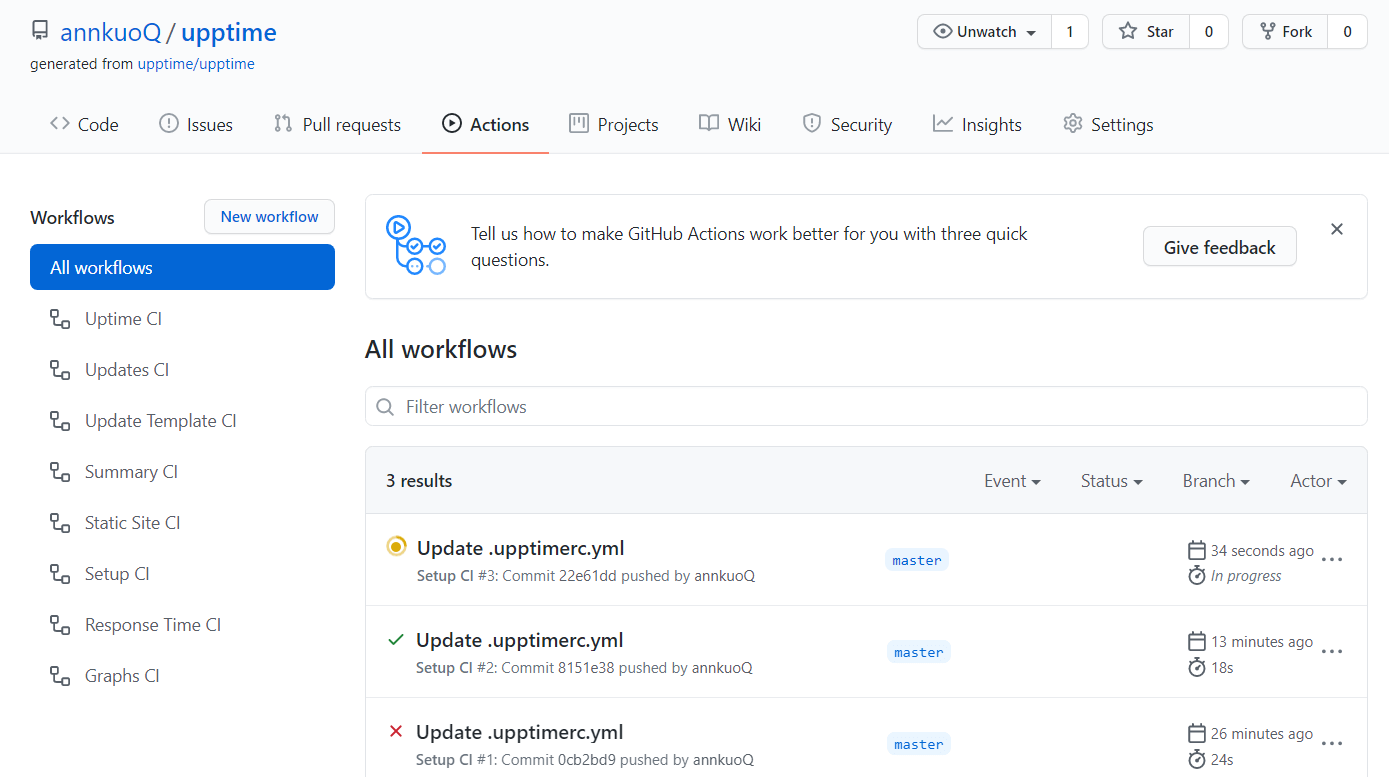 annkuoQ / upptime
Unwatch 1 Star 0 Fork 0
generated from upptime/upptime
Code Issues Pull requests Actions Projects Wiki Security Insights Settings
Workflows
New workflow
All workflows
Uptime CI
Updates CI
Update Template CI
Summary CI
Static Site CI
Setup CI
Response Time CI
Graphs CI
Tell us how to make GitHub Actions work better for you with three quick
questions.
Give feedback
All workflows
Filter workflows
3 results Event Status Branch Actor
Update .upptimerc.yml
Setup CI #3: Commit 22e61dd pushed by annkuoQ
master
34 seconds ago
In progress
Update .upptimerc.yml
Setup CI #2: Commit 8151e38 pushed by annkuoQ
master
13 minutes ago
18s
Update .upptimerc.yml
Setup CI #1: Commit 0cb2bd9 pushed by annkuoQ
master
26 minutes ago
24s